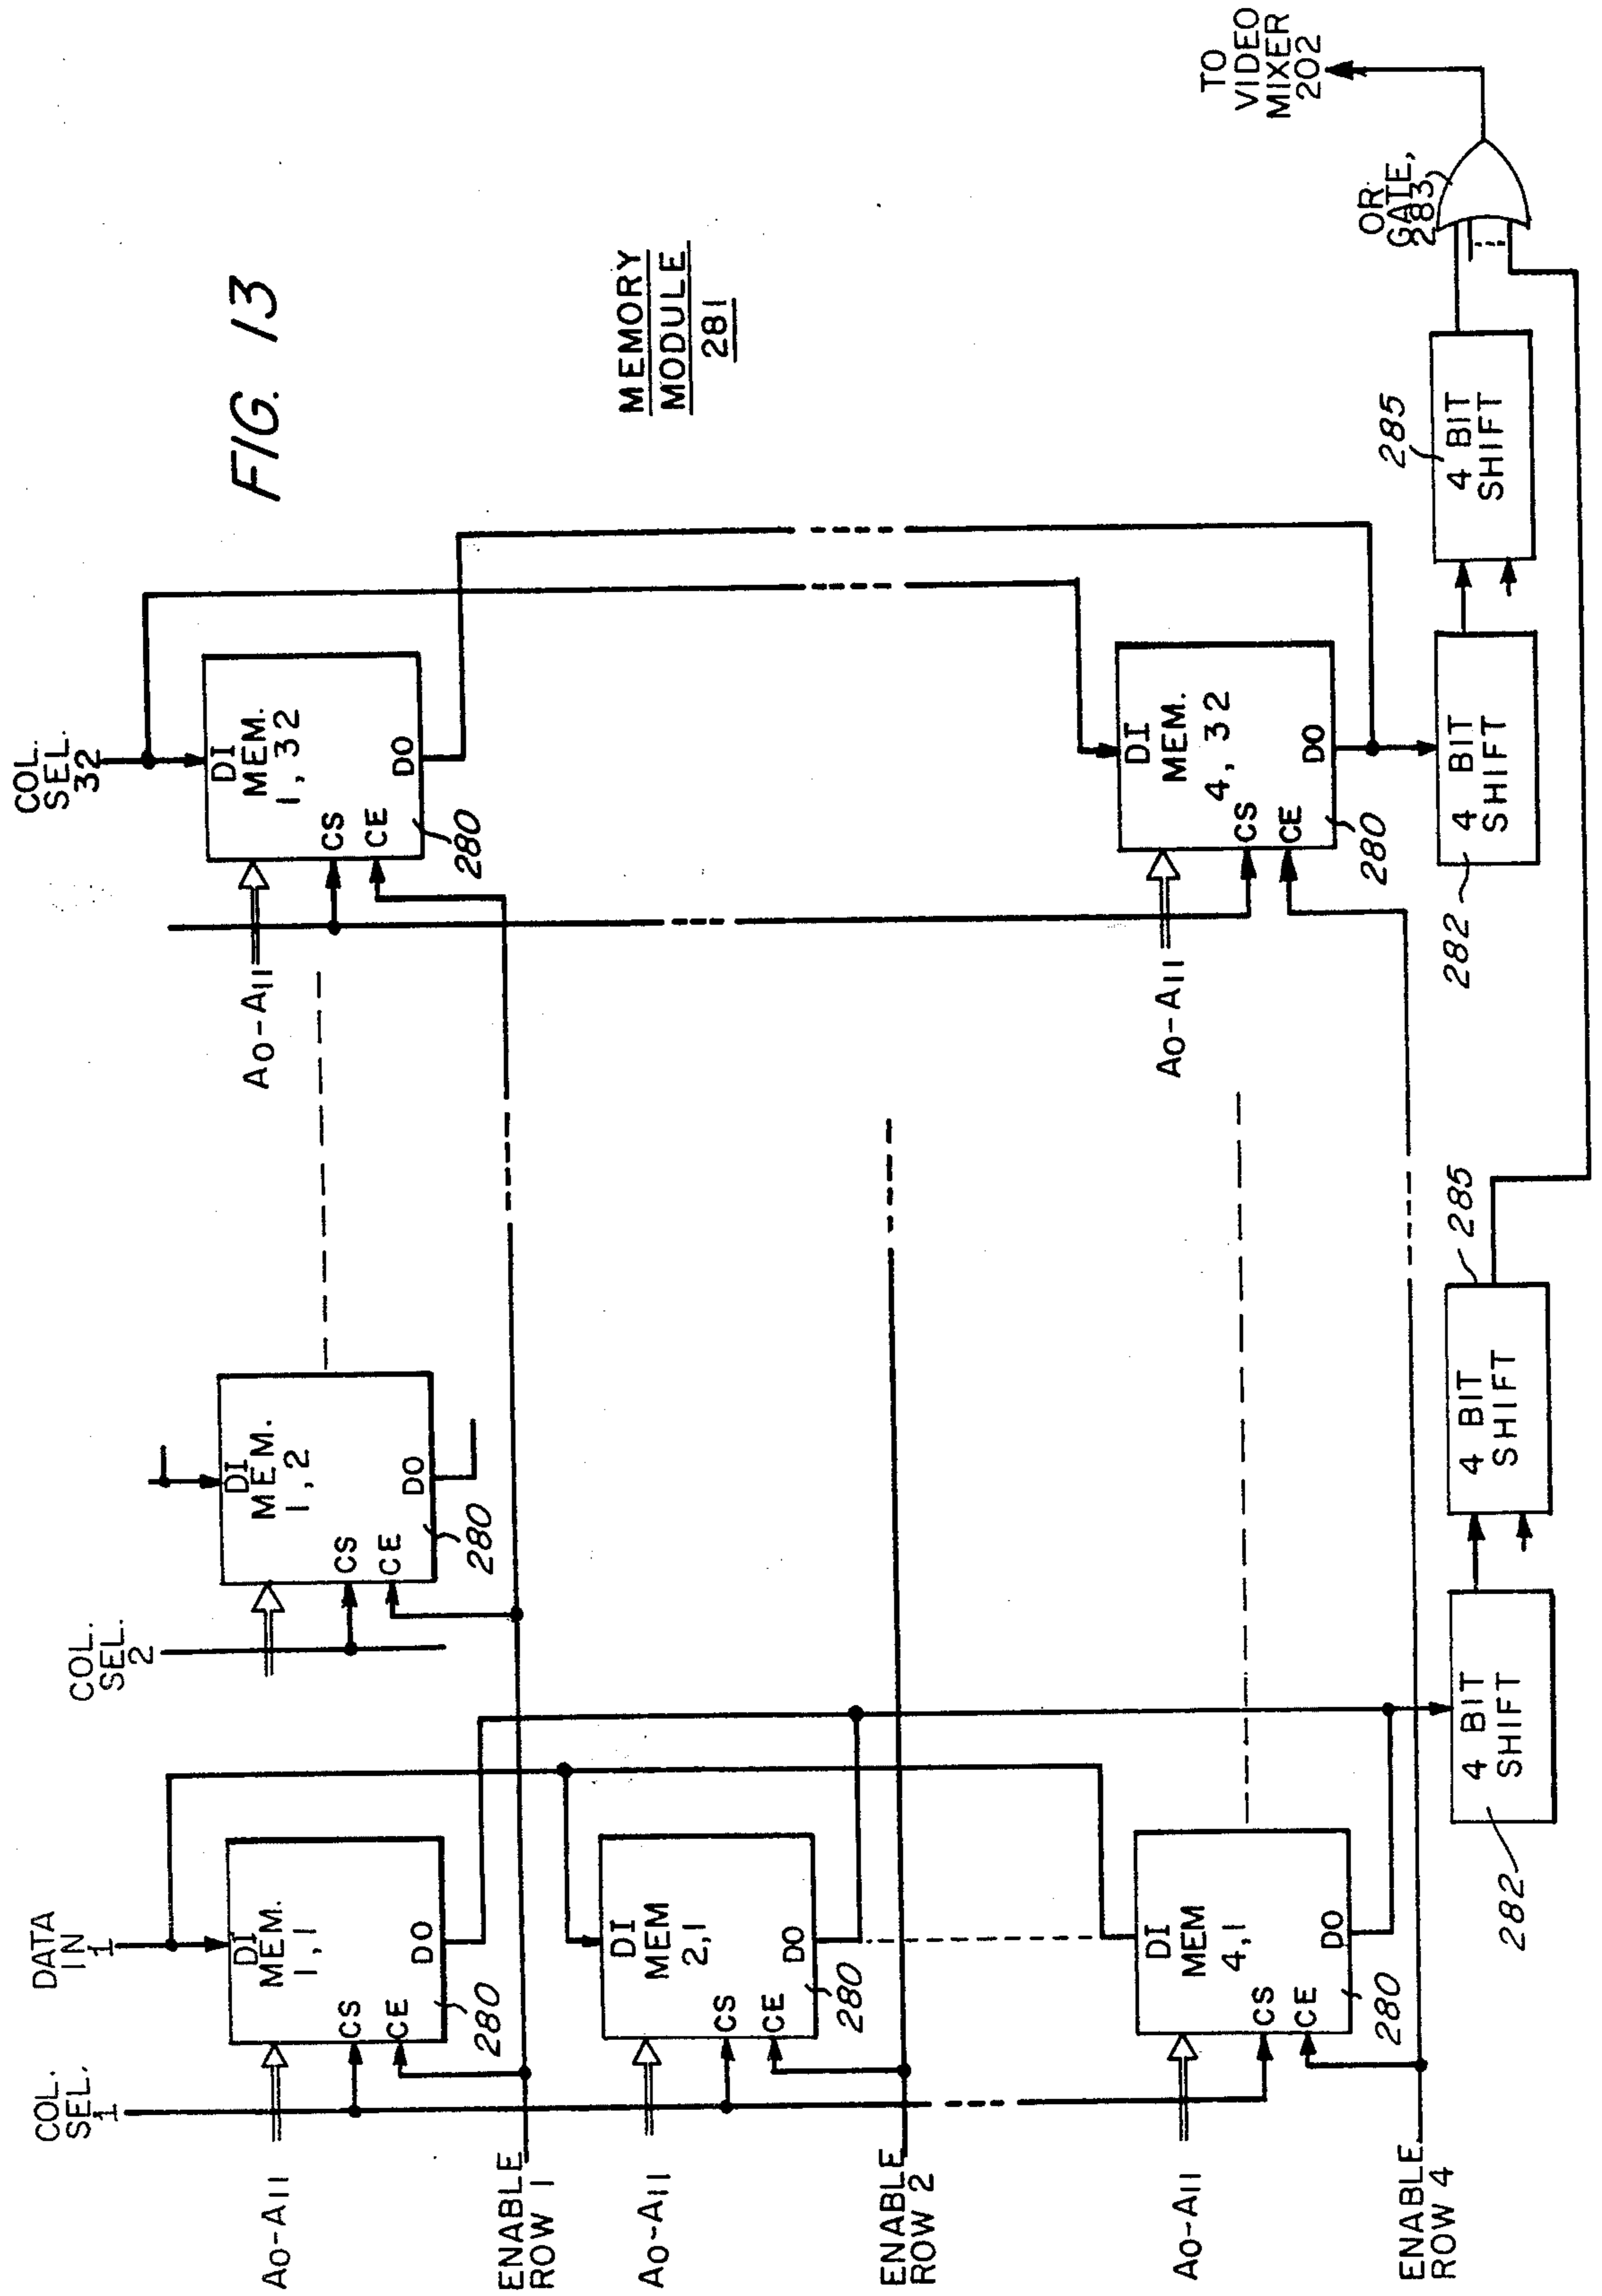 FIG. 13
MEMORY
MODULE
281
COL.
SEL.
1
DATA
IN
1
COL.
SEL.
2
COL.
SEL.
32
A0-A11
DI
MEM.
1,1
CS
CE
DO
280
DI
MEM.
1,2
CS
CE
DO
280
A0-A11
DI
MEM.
1,32
CS
CE
DO
280
ENABLE
ROW 1
A0-A11
DI
MEM
2,1
CS
CE
DO
280
ENABLE
ROW 2
A0-A11
DI
MEM
4,1
CS
CE
DO
280
A0-A11
DI
MEM.
4,32
CS
CE
DO
280
ENABLE
ROW 4
282
4 BIT
SHIFT
4 BIT
SHIFT
285
282
4 BIT
SHIFT
285
4 BIT
SHIFT
OR
GATE,
283
TO
VIDEO
MIXER
202